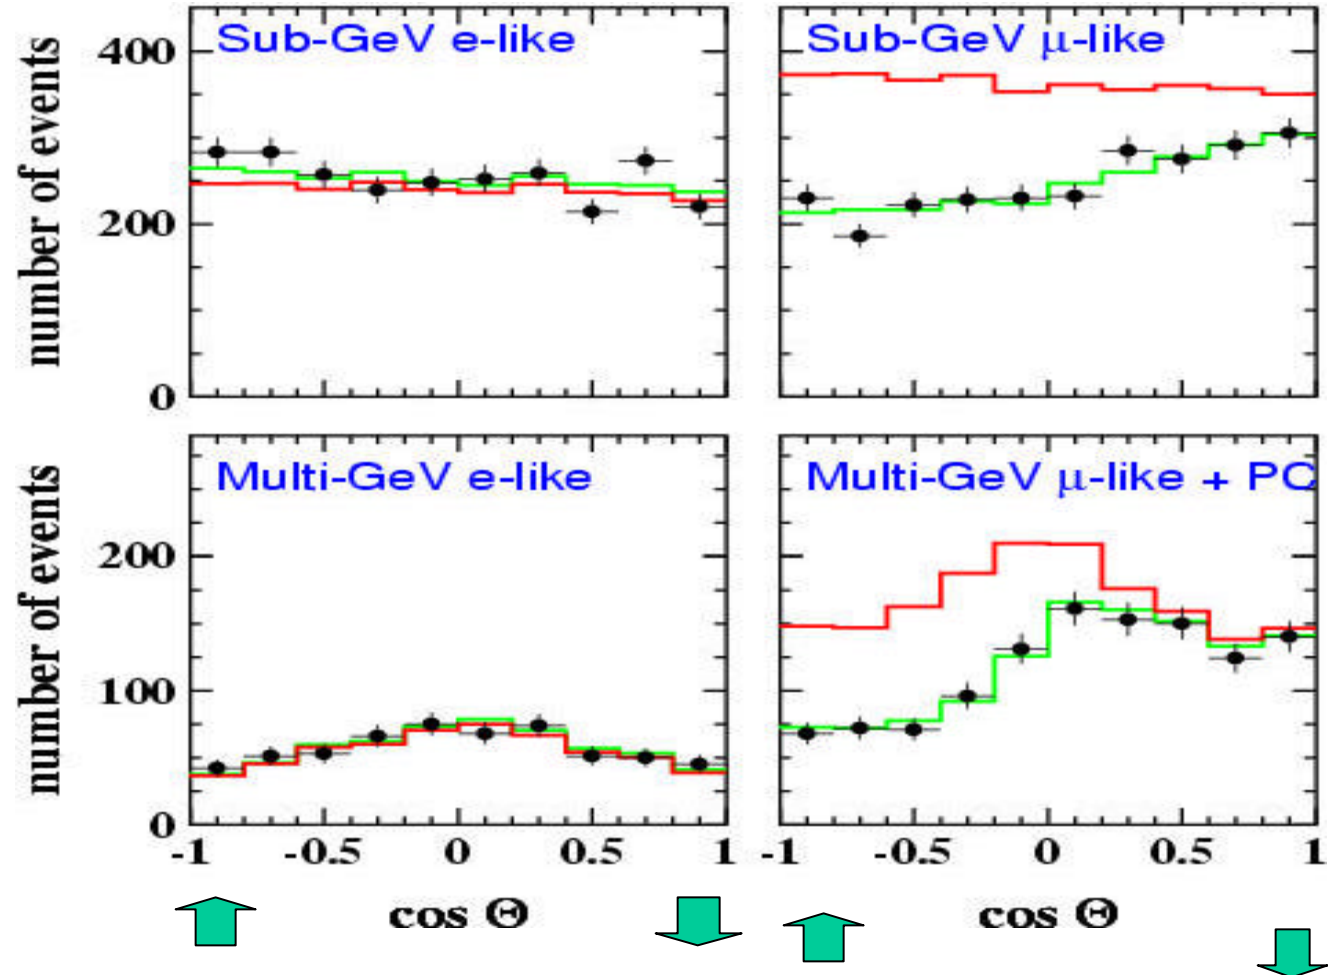 number of events
400
200
0
Sub-GeV e-like
Sub-GeV μ-like
number of events
200
100
0
Multi-GeV e-like
Multi-GeV μ-like + PC
-1 -0.5 0 0.5 1
-1 -0.5 0 0.5 1
cos Θ
cos Θ